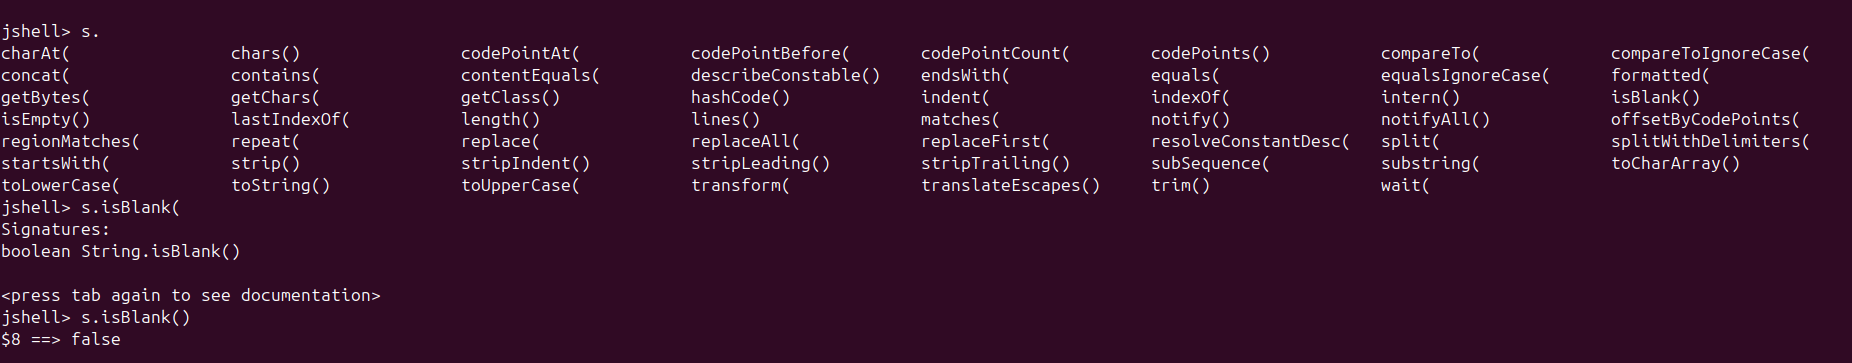 jshell> s.
charAt( chars() codePointAt( codePointBefore( codePointCount( codePoints() compareTo( compareToIgnoreCase(
concat( contains( contentEquals( describeConstable() endsWith( equals( equalsIgnoreCase( formatted(
getBytes( getChars( getClass() hashCode() indent( indexOf( intern() isBlank()
isEmpty() lastIndexOf( length() lines() matches( notify() notifyAll() offsetByCodePoints(
regionMatches( repeat( replace( replaceAll( replaceFirst( resolveConstantDesc( split( splitWithDelimiters(
startsWith( strip() stripIndent() stripLeading() stripTrailing() subSequence( substring( toCharArray()
toLowerCase( toString() toUpperCase( transform( translateEscapes() trim() wait(
jshell> s.isBlank(
Signatures:
boolean String.isBlank()
<press tab again to see documentation>
jshell> s.isBlank()
$8 ==> false